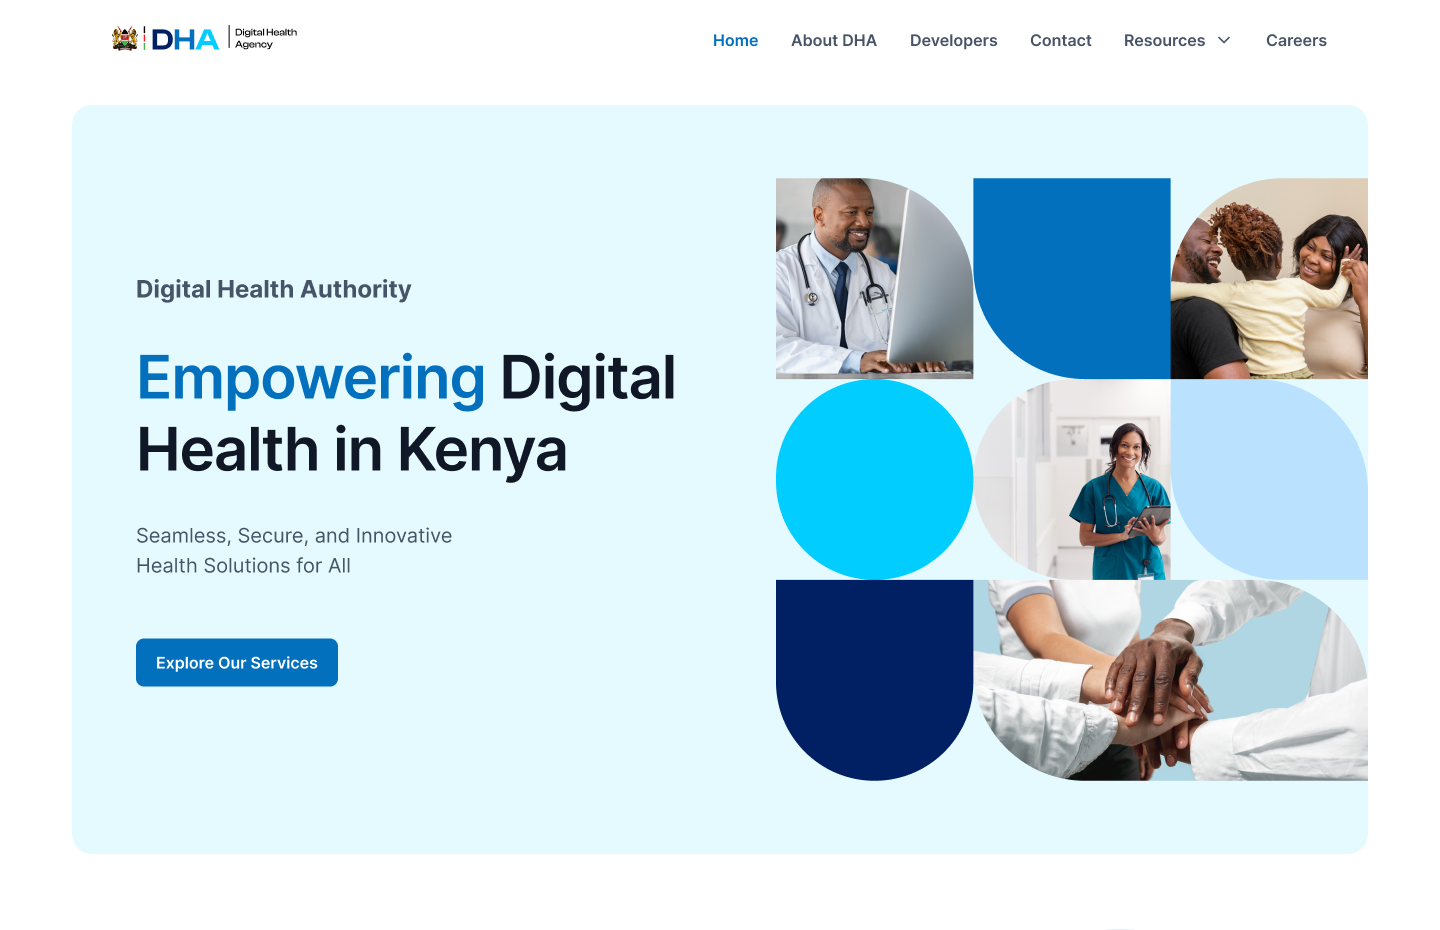 DHA
Digital Health
Agency
Home
About DHA
Developers
Contact
Resources
Careers
Digital Health Authority
Empowering Digital
Health in Kenya
Seamless, Secure, and Innovative
Health Solutions for All
Explore Our Services